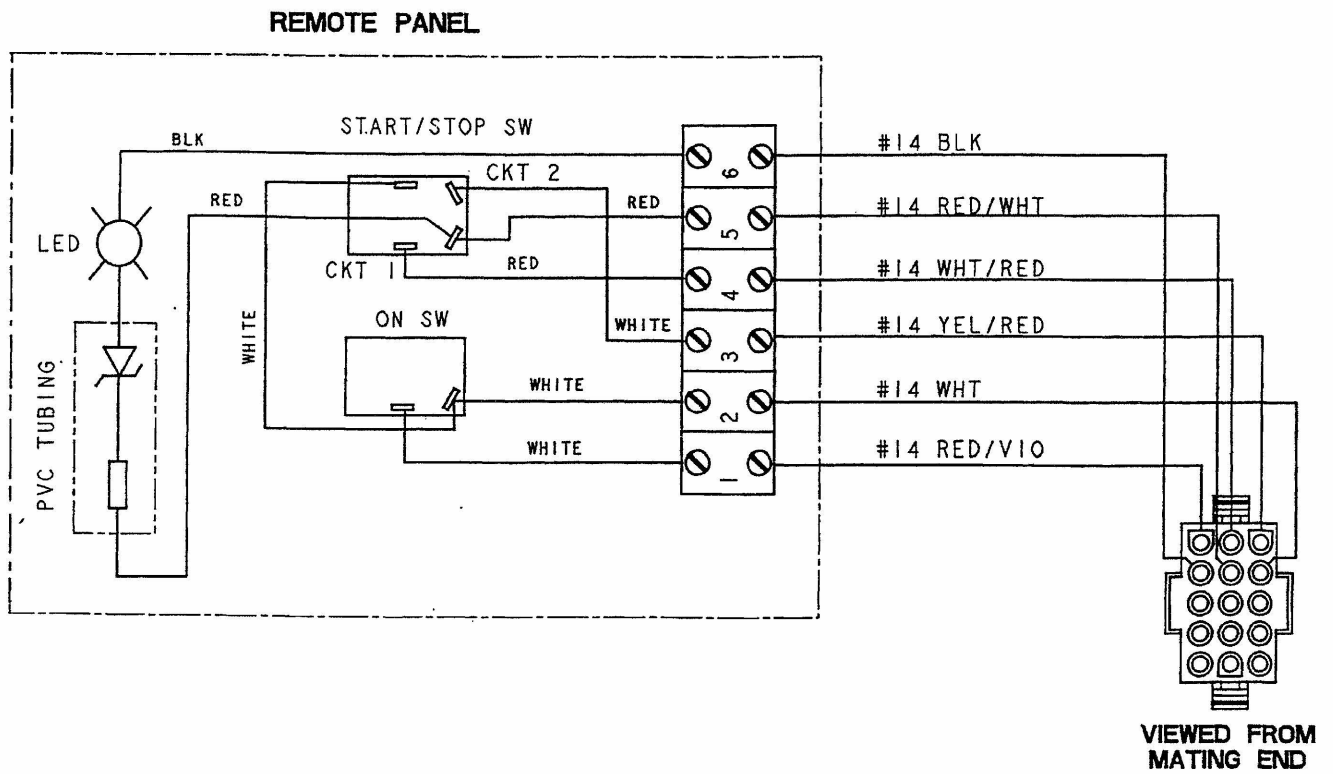 REMOTE PANEL
START/STOP SW
BLK
#14 BLK
6
CKT 2
RED
RED
#14 RED/WHT
5
LED
CKT 1
RED
#14 WHT/RED
4
WHITE
ON SW
WHITE
#14 YEL/RED
3
PVC TUBING
WHITE
#14 WHT
2
WHITE
#14 RED/VIO
1
VIEWED FROM
MATING END